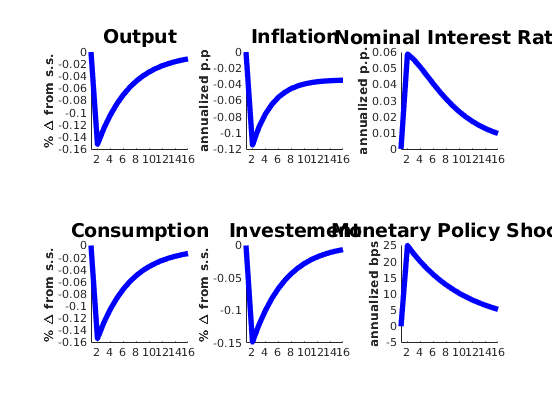 Output
% Δ from s.s.
0
-0.02
-0.04
-0.06
-0.08
-0.1
-0.12
-0.14
-0.16
2 4 6 8 10 12 14 16
Inflation
annualized p.p
0
-0.02
-0.04
-0.06
-0.08
-0.1
-0.12
2 4 6 8 10 12 14 16
Nominal Interest Rat
annualized p.p.
0.06
0.05
0.04
0.03
0.02
0.01
0
2 4 6 8 10 12 14 16
Consumption
% Δ from s.s.
0
-0.02
-0.04
-0.06
-0.08
-0.1
-0.12
-0.14
-0.16
2 4 6 8 10 12 14 16
Investement
% Δ from s.s.
0
-0.05
-0.1
-0.15
2 4 6 8 10 12 14 16
Monetary Policy Shoc
annualized bps
25
20
15
10
5
0
-5
2 4 6 8 10 12 14 16